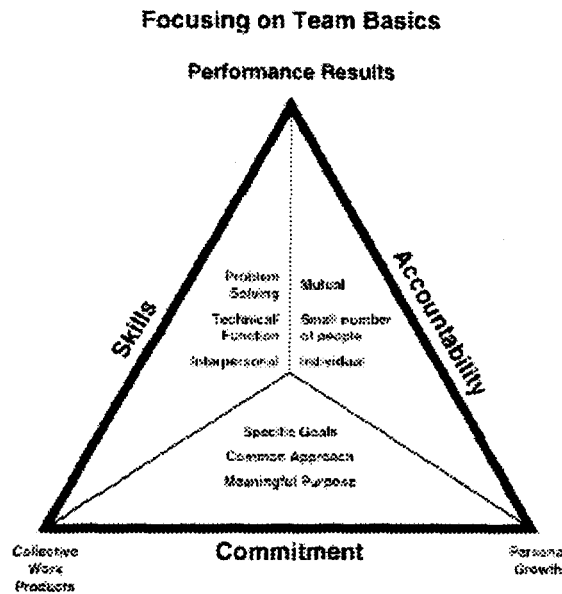 Focusing on Team Basics
Performance Results
Skills
Accountability
Problem
Solving
Technical/
Function
Interpersonal
Mutual
Small number
of people
Individual
Specific Goals
Common Approach
Meaningful Purpose
Commitment
Collective
Work
Products
Persona
Growth